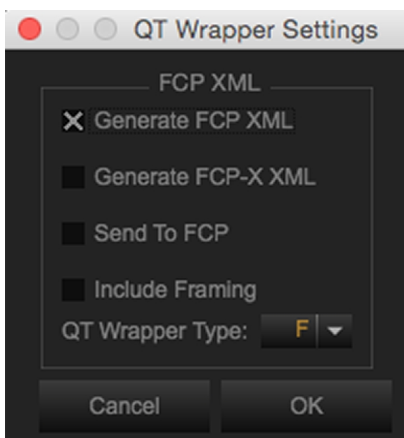 QT Wrapper Settings
FCP XML
Generate FCP XML
Generate FCP-X XML
Send To FCP
Include Framing
QT Wrapper Type: F
Cancel OK